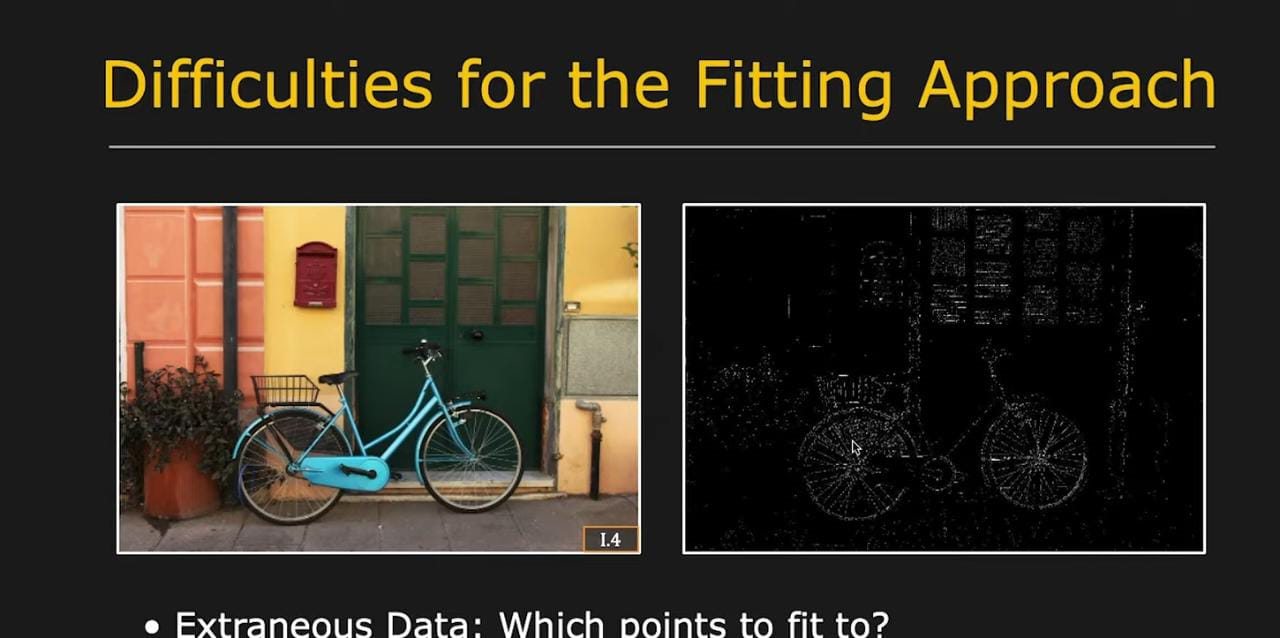 Difficulties for the Fitting Approach
I.4
• Extraneous Data: Which points to fit to?